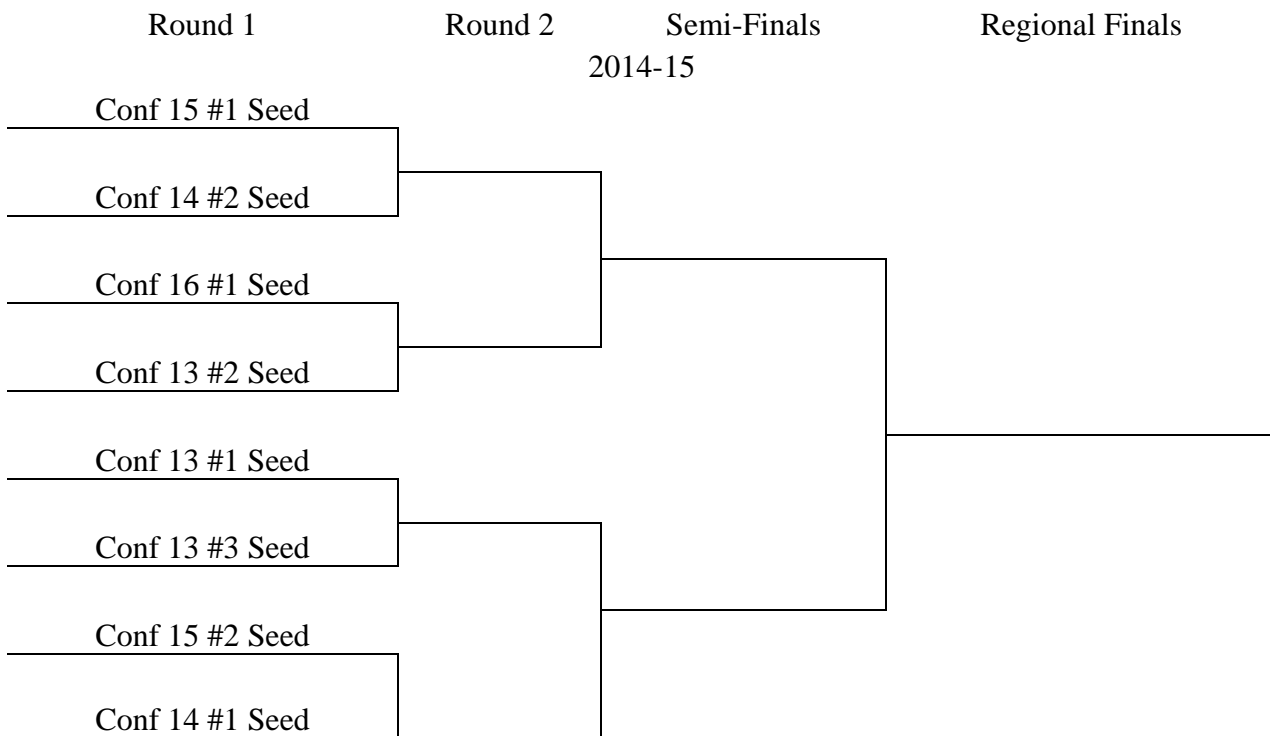 Round 1 Round 2 Semi-Finals Regional Finals
2014-15
Conf 15 #1 Seed
Conf 14 #2 Seed
Conf 16 #1 Seed
Conf 13 #2 Seed
Conf 13 #1 Seed
Conf 13 #3 Seed
Conf 15 #2 Seed
Conf 14 #1 Seed